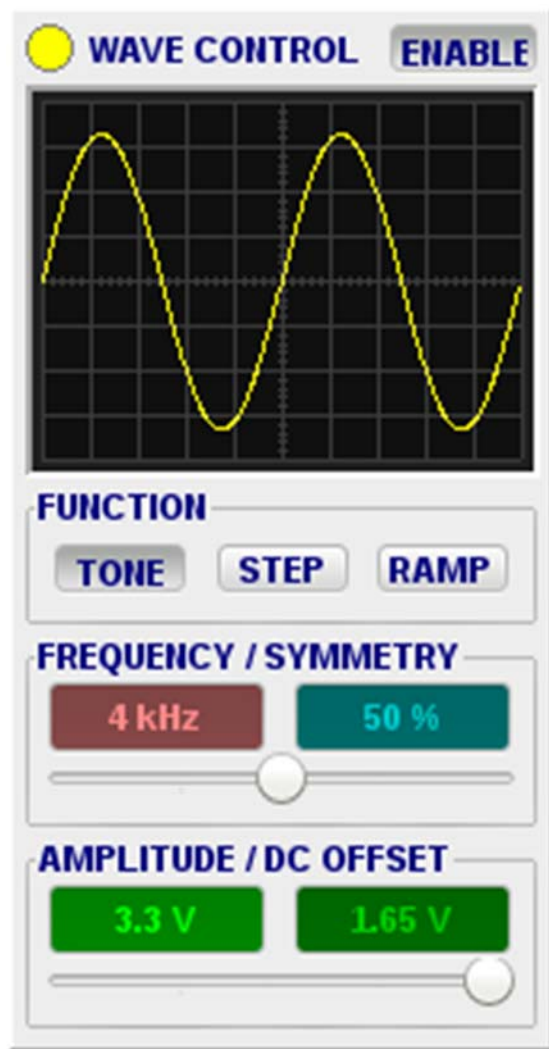 WAVE CONTROL ENABLE
FUNCTION
TONE STEP RAMP
FREQUENCY / SYMMETRY
4 kHz 50 %
AMPLITUDE / DC OFFSET
3.3 V 1.65 V